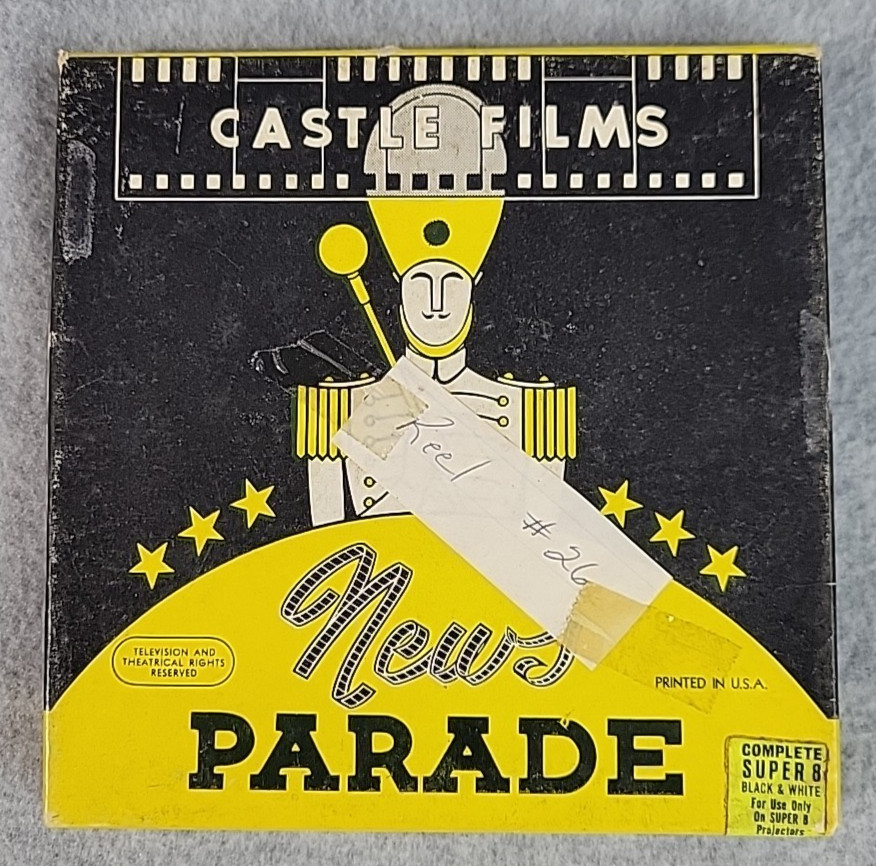 CASTLE FILMS
Reel
#26
News
PARADE
TELEVISION AND
THEATRICAL RIGHTS
RESERVED
PRINTED IN U.S.A.
COMPLETE
SUPER 8
BLACK & WHITE
For Use Only
On SUPER 8
Projectors